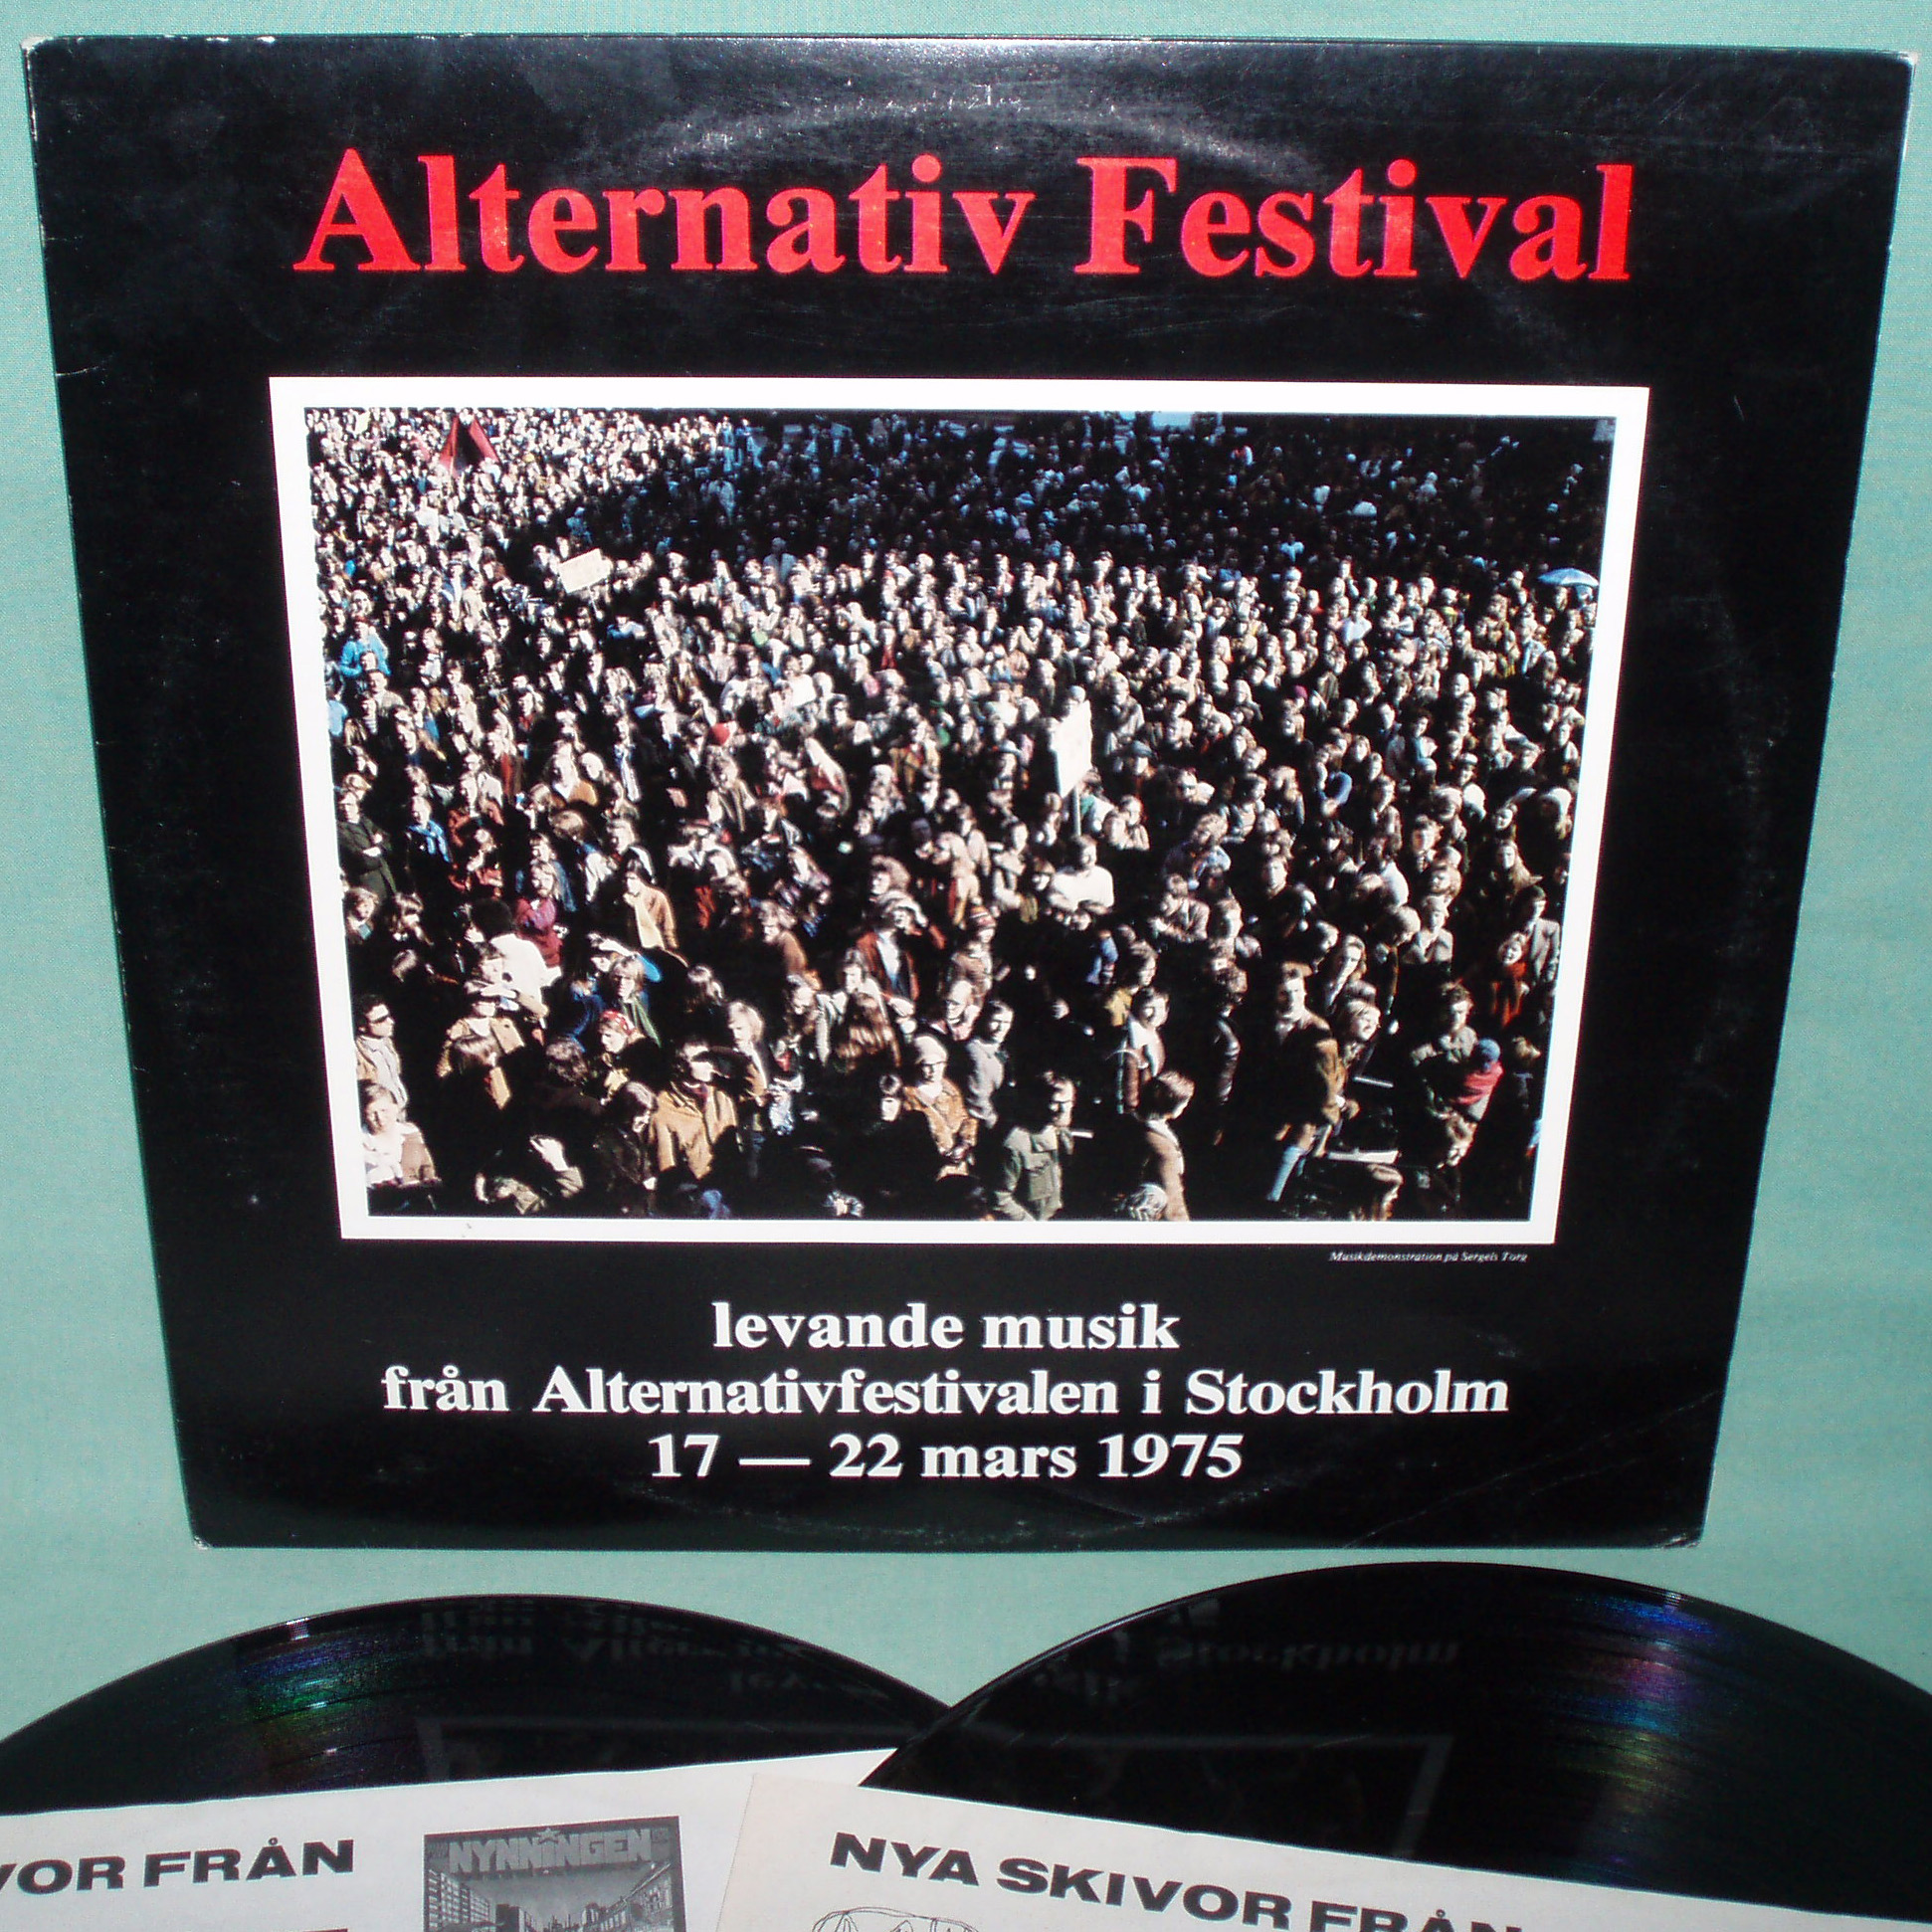 Alternativ Festival
Musikdemonstration på Sergels Torg
levande musik
från Alternativfestivalen i Stockholm
17 — 22 mars 1975
VOR FRÅN
NYNNINGEN
NYA SKIVOR FRÅN